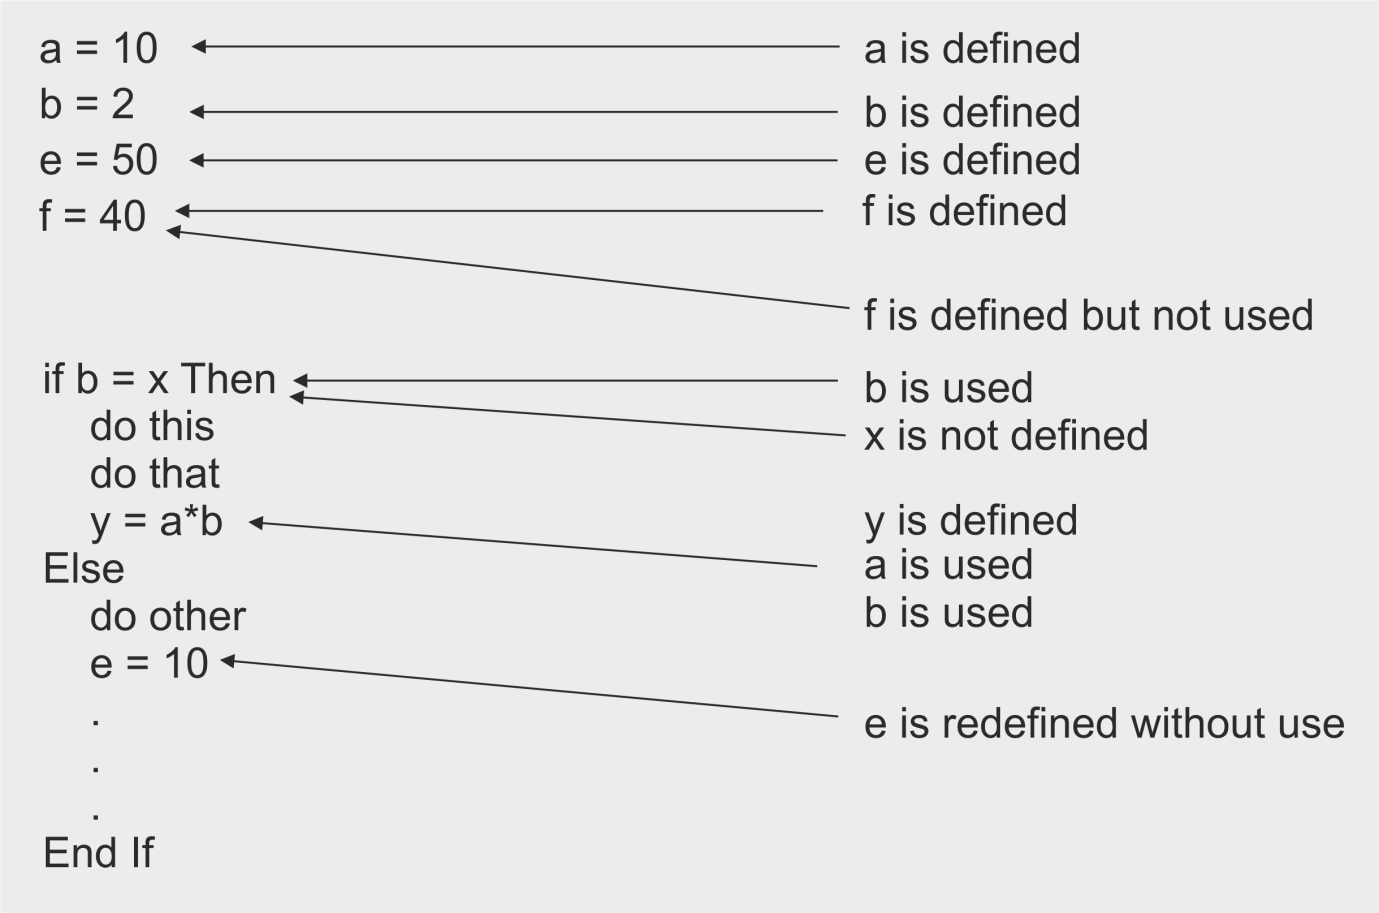 a = 10 a is defined
b = 2 b is defined
e = 50 e is defined
f = 40 f is defined
f is defined but not used
if b = x Then b is used
do this x is not defined
do that
y = a*b y is defined
Else a is used
do other b is used
e = 10
. e is redefined without use
.
.
End If